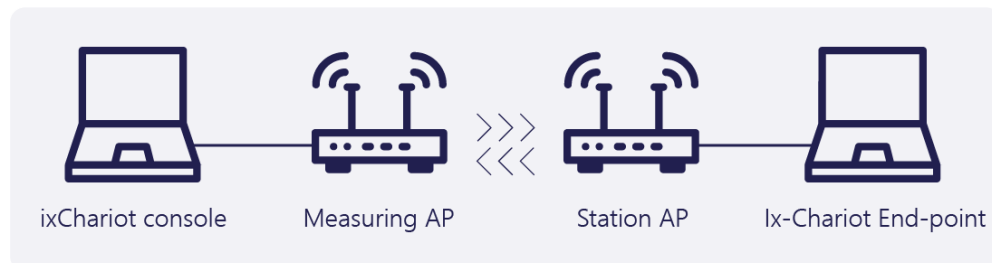 ixChariot console
Measuring AP
Station AP
Ix-Chariot End-point